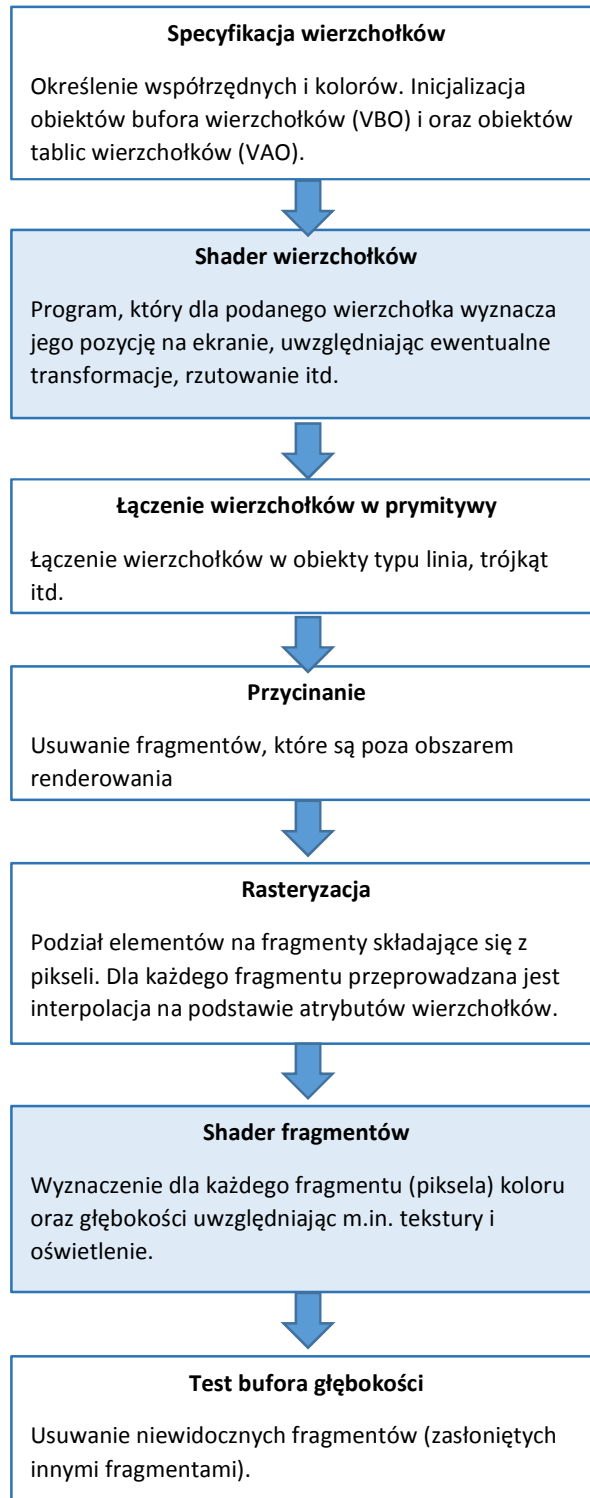 Specyfikacja wierzchołków
Określenie współrzędnych i kolorów. Inicjalizacja
obiektów bufora wierzchołków (VBO) i oraz obiektów
tablic wierzchołków (VAO).
Shader wierzchołków
Program, który dla podanego wierzchołka wyznacza
jego pozycję na ekranie, uwzględniając ewentualne
transformacje, rzutowanie itd.
Łączenie wierzchołków w prymitywy
Łączenie wierzchołków w obiekty typu linia, trójkąt
itd.
Przycinanie
Usuwanie fragmentów, które są poza obszarem
renderowania
Rasteryzacja
Podział elementów na fragmenty składające się z
pikseli. Dla każdego fragmentu przeprowadzana jest
interpolacja na podstawie atrybutów wierzchołków.
Shader fragmentów
Wyznaczenie dla każdego fragmentu (piksela) koloru
oraz głębokości uwzględniając m.in. tekstury i
oświetlenie.
Test bufora głębokości
Usuwanie niewidocznych fragmentów (zasłoniętych
innymi fragmentami).